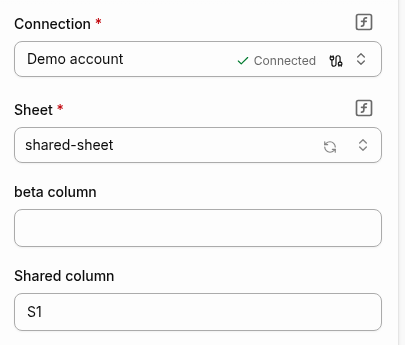 Connection *
Demo account Connected
Sheet *
shared-sheet
beta column
Shared column
S1